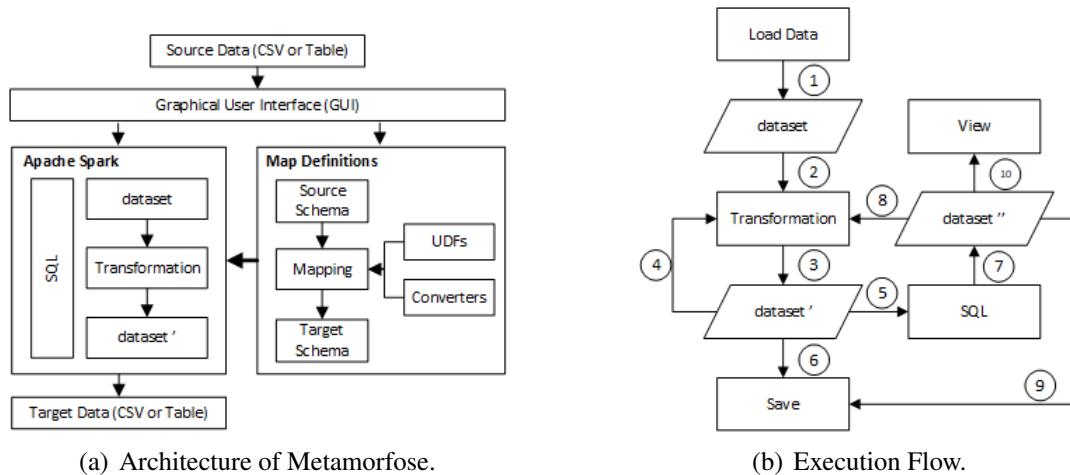 Source Data (CSV or Table)
Graphical User Interface (GUI)
Apache Spark
SQL
dataset
Transformation
dataset '
Map Definitions
Source
Schema
Mapping
Target
Schema
UDFs
Converters
Target Data (CSV or Table)
(a) Architecture of Metamorfose.
Load Data
1
dataset
2
Transformation
3
4
dataset '
5
6
Save
SQL
7
dataset ''
8
9
10
View
(b) Execution Flow.